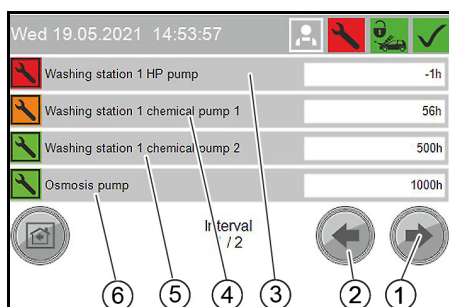 Wed 19.05.2021 14:53:57
Washing station 1 HP pump -1h
Washing station 1 chemical pump 1 56h
Washing station 1 chemical pump 2 500h
Osmosis pump 1000h
Interval
/ 2
6 5 4 3 2 1